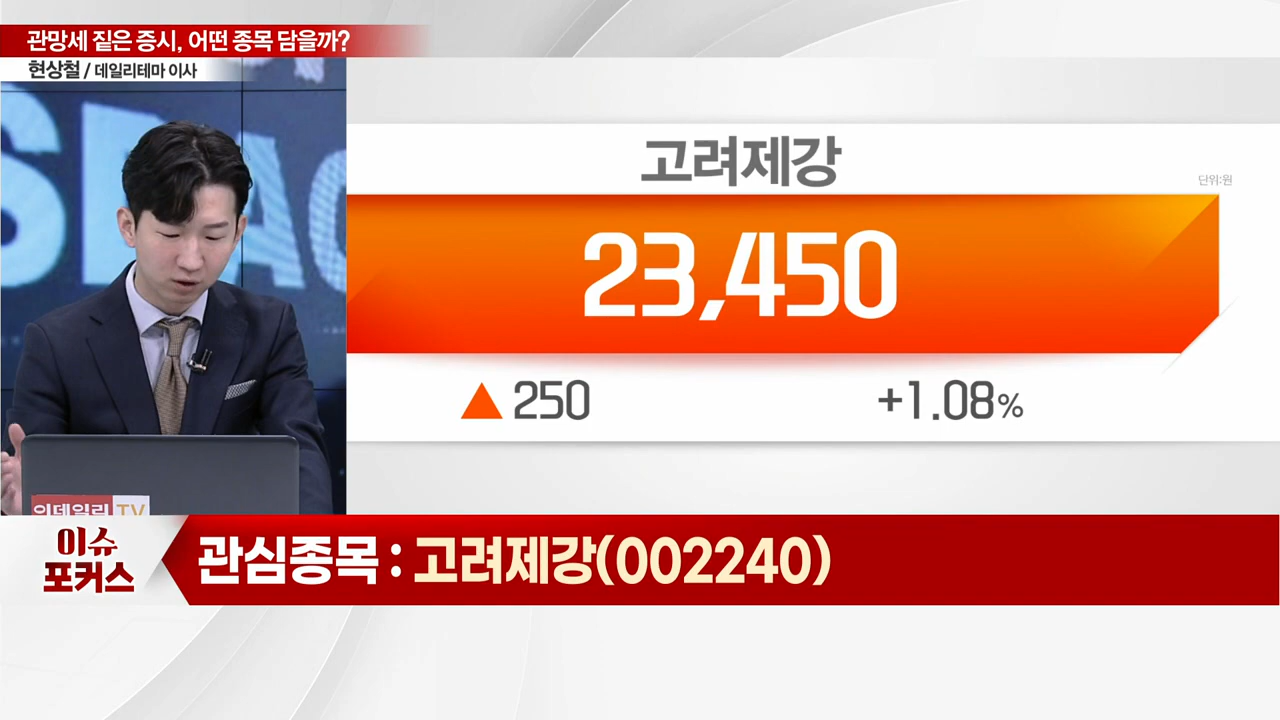 관망세 짙은 증시, 어떤 종목 담을까?
현상철 / 데일리테마 이사
고려제강
단위:원
23,450
▲ 250 +1.08%
이데일리 TV
이슈
포커스
관심종목 : 고려제강(002240)